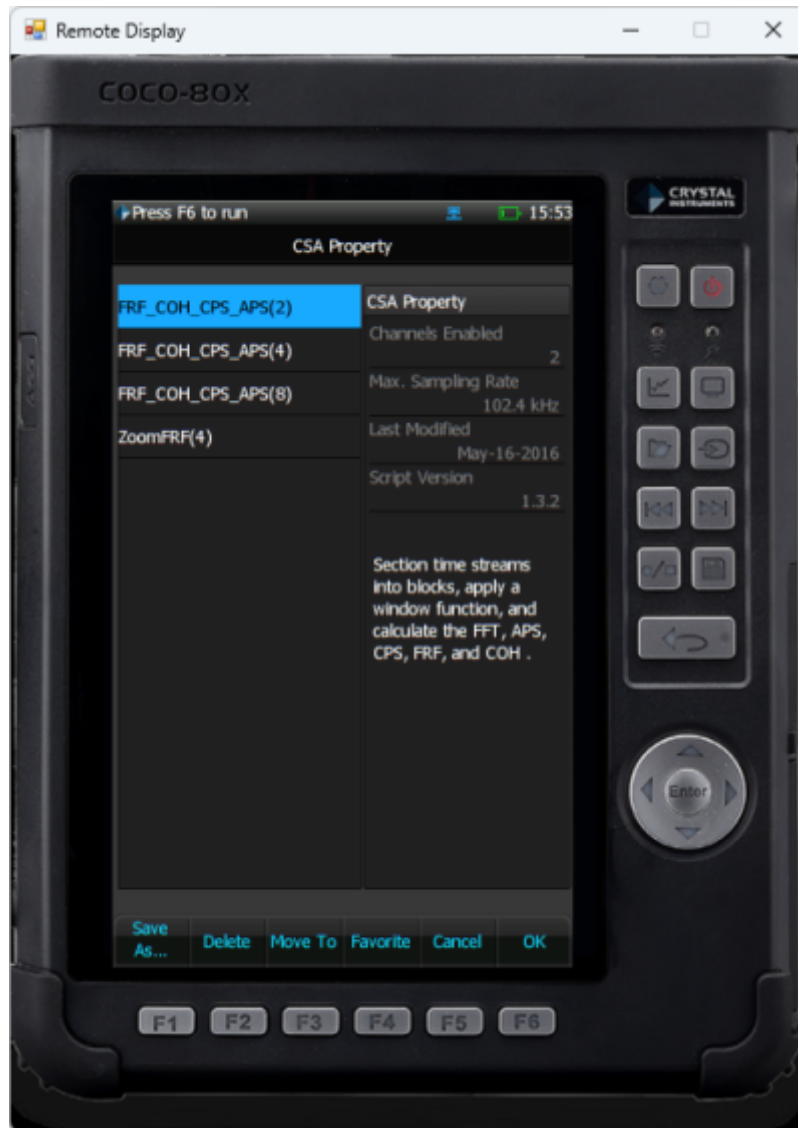 Remote Display
COCO-80X
CRYSTAL
INSTRUMENTS
Press F6 to run
15:53
CSA Property
FRF_COH_CPS_APS(2)
FRF_COH_CPS_APS(4)
FRF_COH_CPS_APS(8)
ZoomFRF(4)
CSA Property
Channels Enabled
2
Max. Sampling Rate
102.4 kHz
Last Modified
May-16-2016
Script Version
1.3.2
Section time streams
into blocks, apply a
window function, and
calculate the FFT, APS,
CPS, FRF, and COH .
Enter
Save
As...
Delete
Move To
Favorite
Cancel
OK
F1
F2
F3
F4
F5
F6